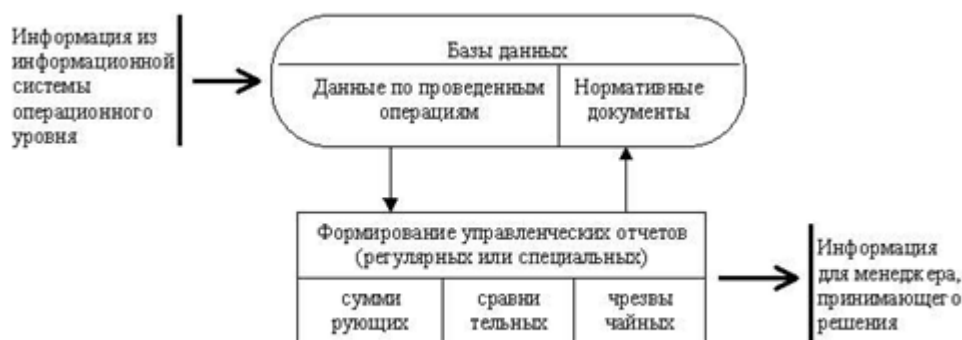 Информация из
информационной
системы
операционного
уровня
Базы данных
Данные по проведенным
операциям
Нормативные
документы
Формирование управленческих отчетов
(регулярных или специальных)
сумми
рующих
сравни
тельных
чрезвы
чайных
Информация
для менеджера,
принимающего
решения